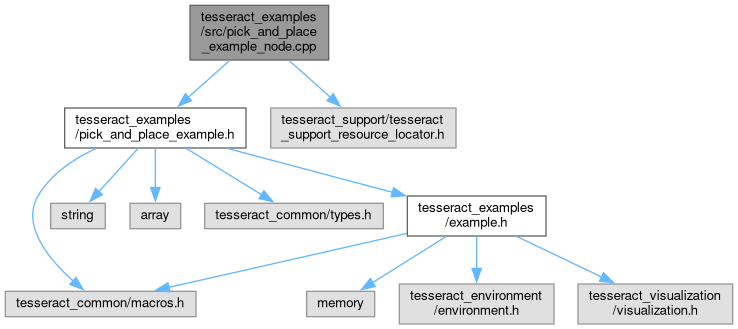 tesseract_examples
/src/pick_and_place
_example_node.cpp
tesseract_examples
/pick_and_place_example.h
tesseract_support/tesseract
_support_resource_locator.h
string
array
tesseract_common/types.h
tesseract_examples
/example.h
tesseract_common/macros.h
memory
tesseract_environment
/environment.h
tesseract_visualization
/visualization.h